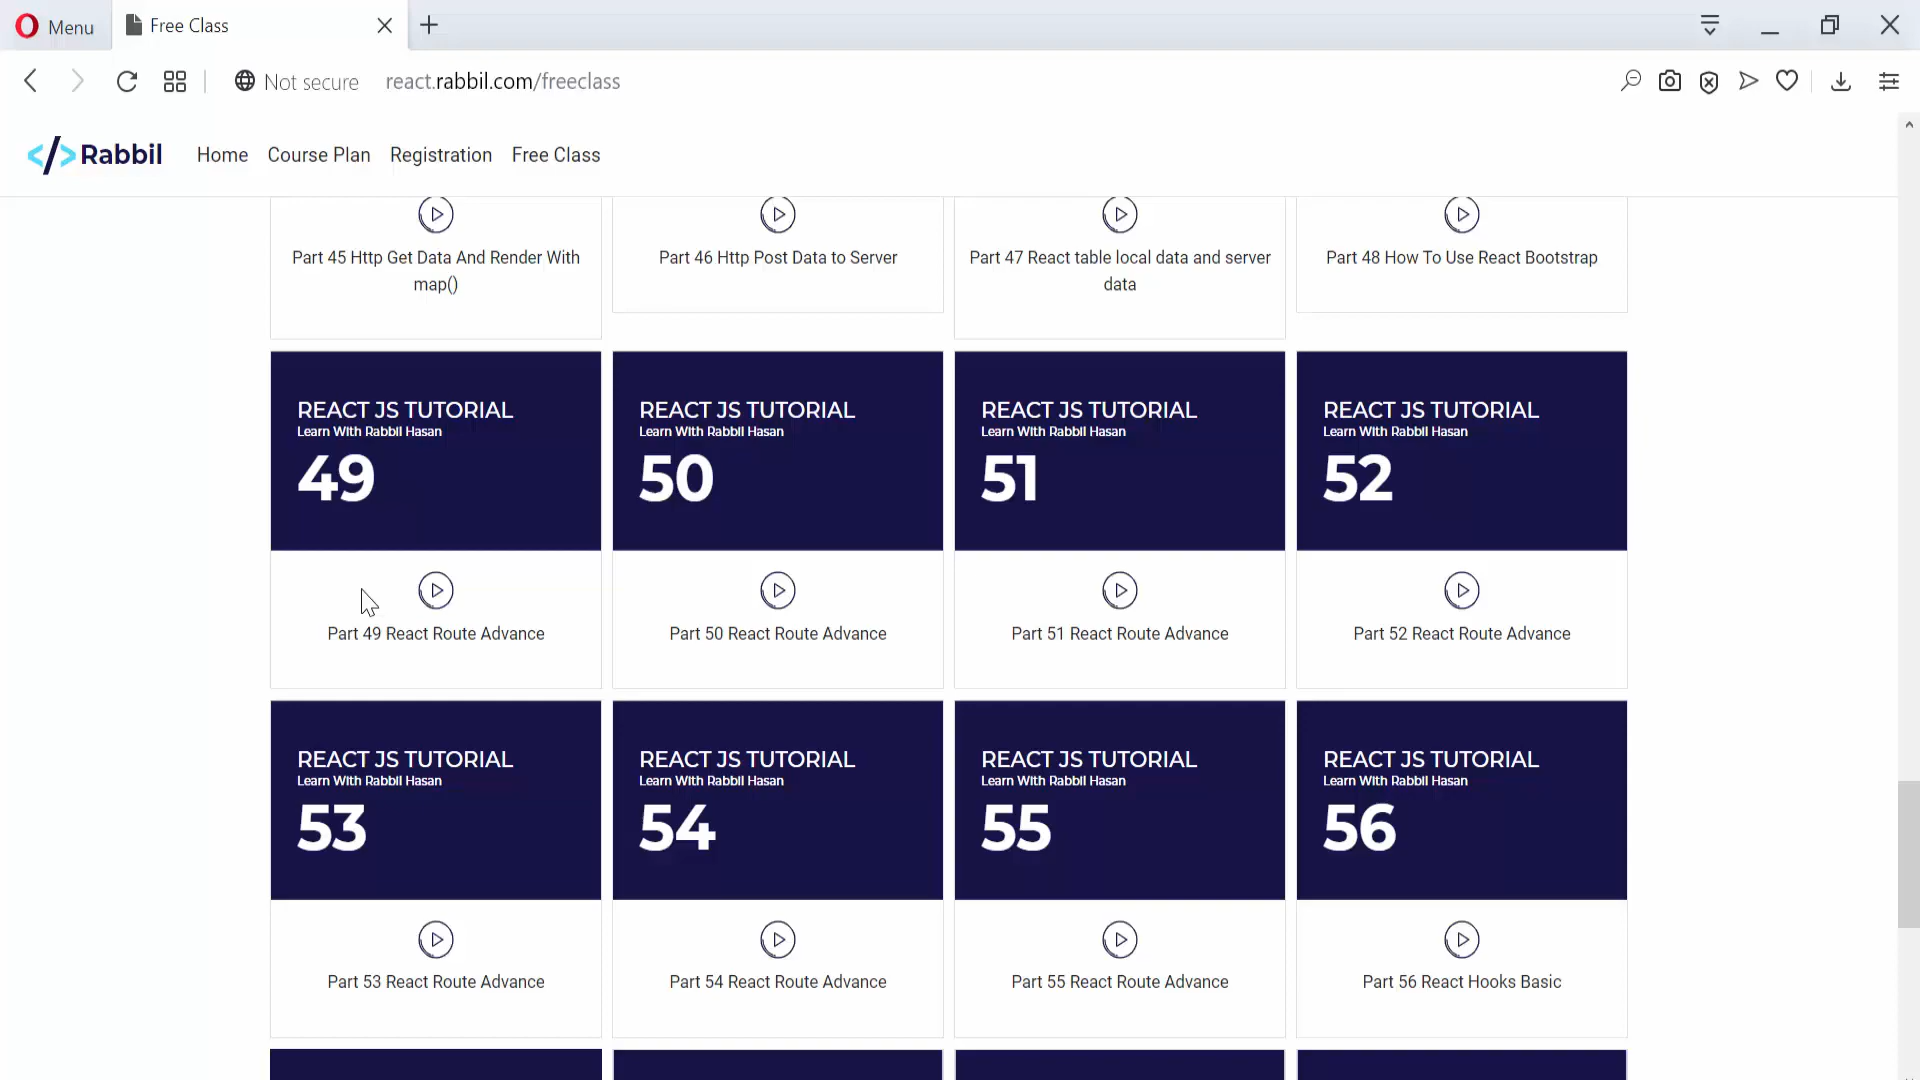 Menu
Free Class
Not secure
react.rabbil.com/freeclass
</> Rabbil
Home
Course Plan
Registration
Free Class
Part 45 Http Get Data And Render With
map()
Part 46 Http Post Data to Server
Part 47 React table local data and server
data
Part 48 How To Use React Bootstrap
REACT JS TUTORIAL
Learn With Rabbil Hasan
49
Part 49 React Route Advance
REACT JS TUTORIAL
Learn With Rabbil Hasan
50
Part 50 React Route Advance
REACT JS TUTORIAL
Learn With Rabbil Hasan
51
Part 51 React Route Advance
REACT JS TUTORIAL
Learn With Rabbil Hasan
52
Part 52 React Route Advance
REACT JS TUTORIAL
Learn With Rabbil Hasan
53
Part 53 React Route Advance
REACT JS TUTORIAL
Learn With Rabbil Hasan
54
Part 54 React Route Advance
REACT JS TUTORIAL
Learn With Rabbil Hasan
55
Part 55 React Route Advance
REACT JS TUTORIAL
Learn With Rabbil Hasan
56
Part 56 React Hooks Basic